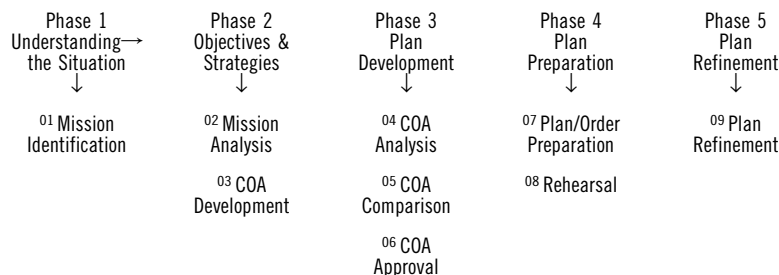 Phase 1
Understanding→
the Situation
↓
01 Mission
Identification
Phase 2
Objectives &
Strategies
↓
02 Mission
Analysis
03 COA
Development
Phase 3
Plan
Development
↓
04 COA
Analysis
05 COA
Comparison
06 COA
Approval
Phase 4
Plan
Preparation
↓
07 Plan/Order
Preparation
08 Rehearsal
Phase 5
Plan
Refinement
↓
09 Plan
Refinement